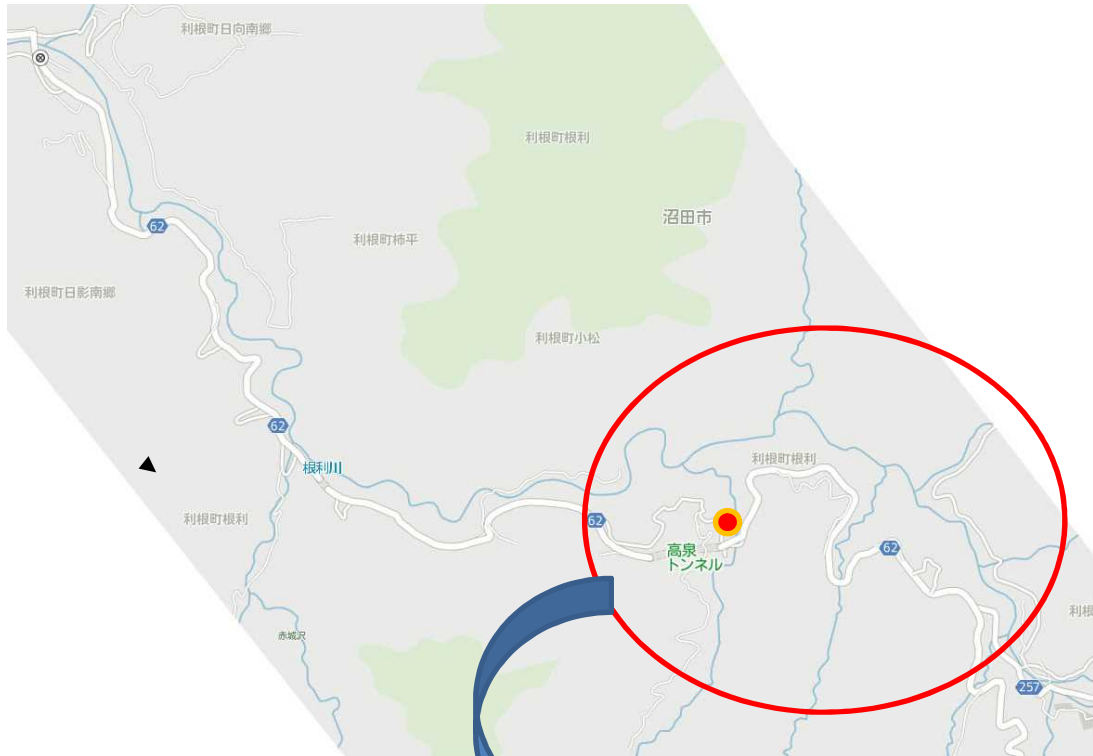 利根町日向南郷
利根町根利
沼田市
62
利根町柿平
利根町日影南郷
利根町小松
62
根利川
利根町根利
利根町根利
62
高泉
トンネル
62
利根
赤城沢
257